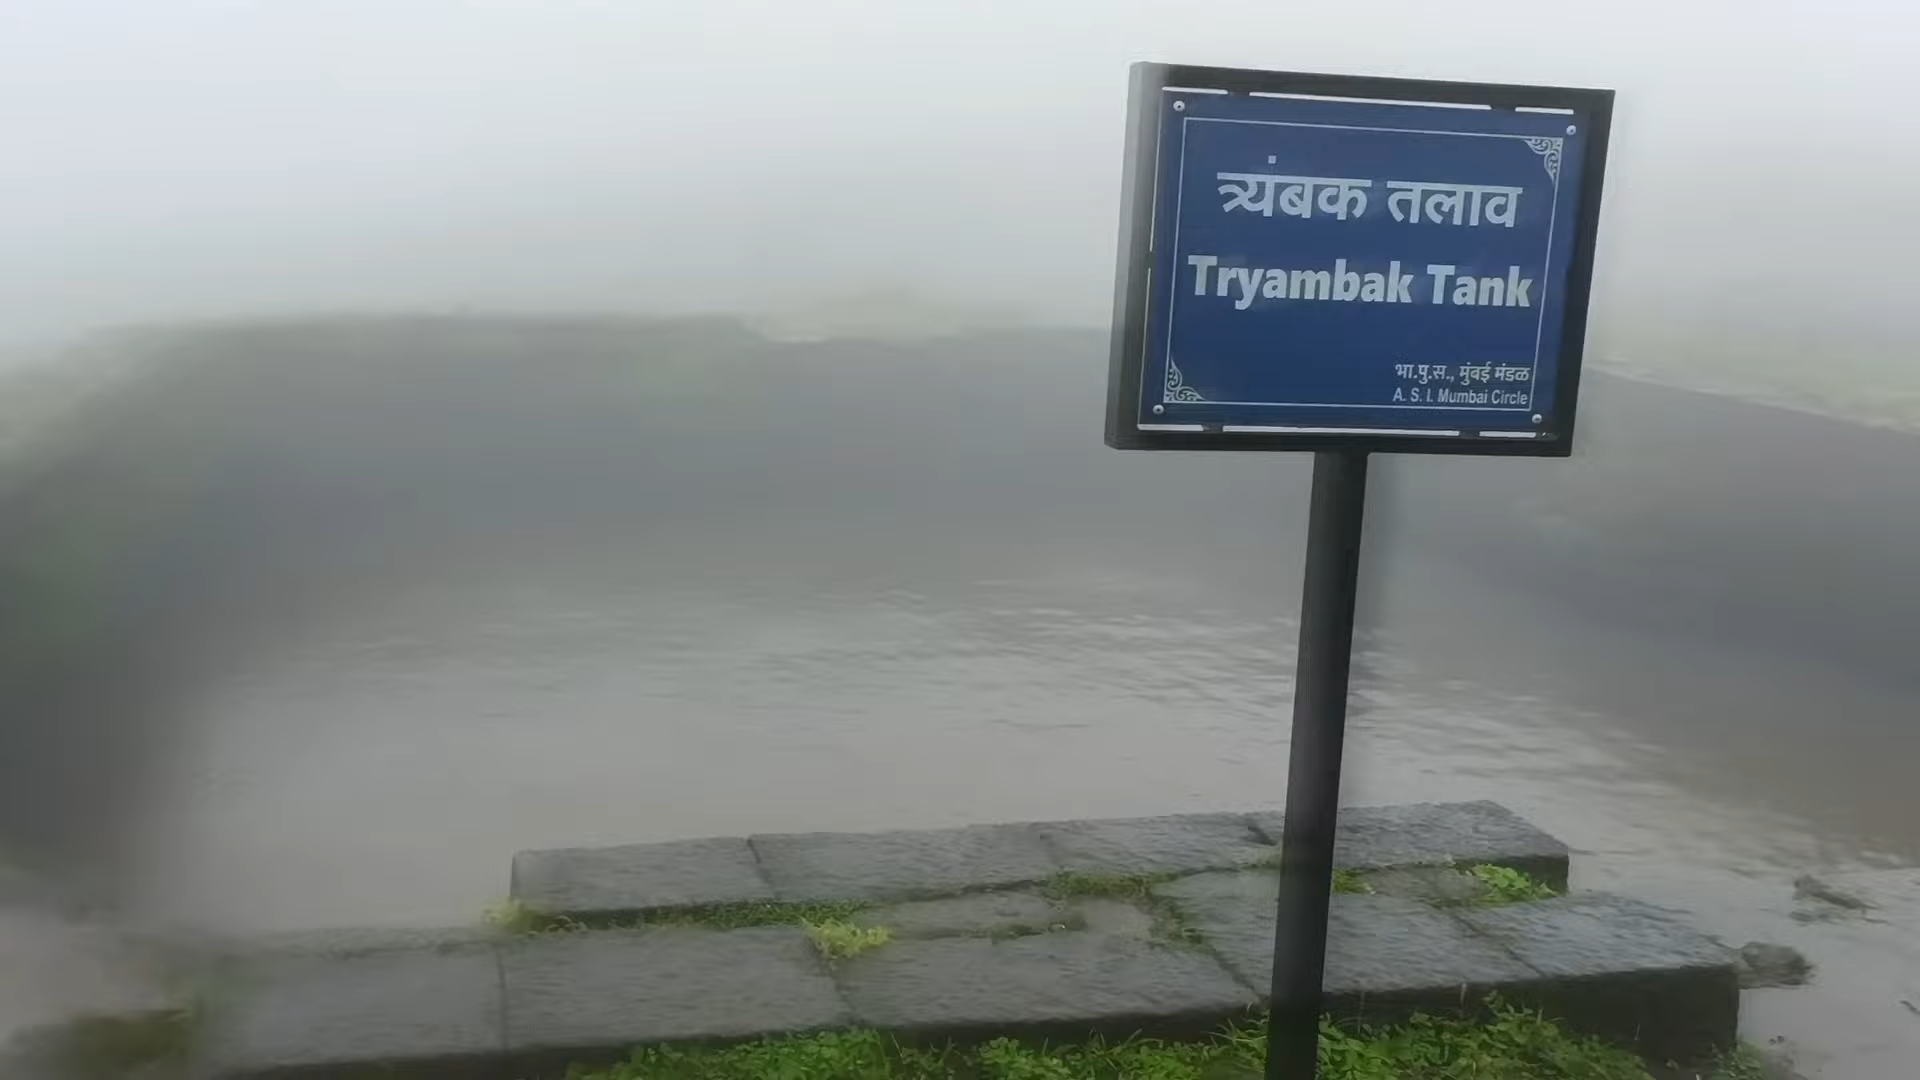 त्र्यंबक तलाव
Tryambak Tank
भा.पु.स., मुंबई मंडळ
A. S. I. Mumbai Circle